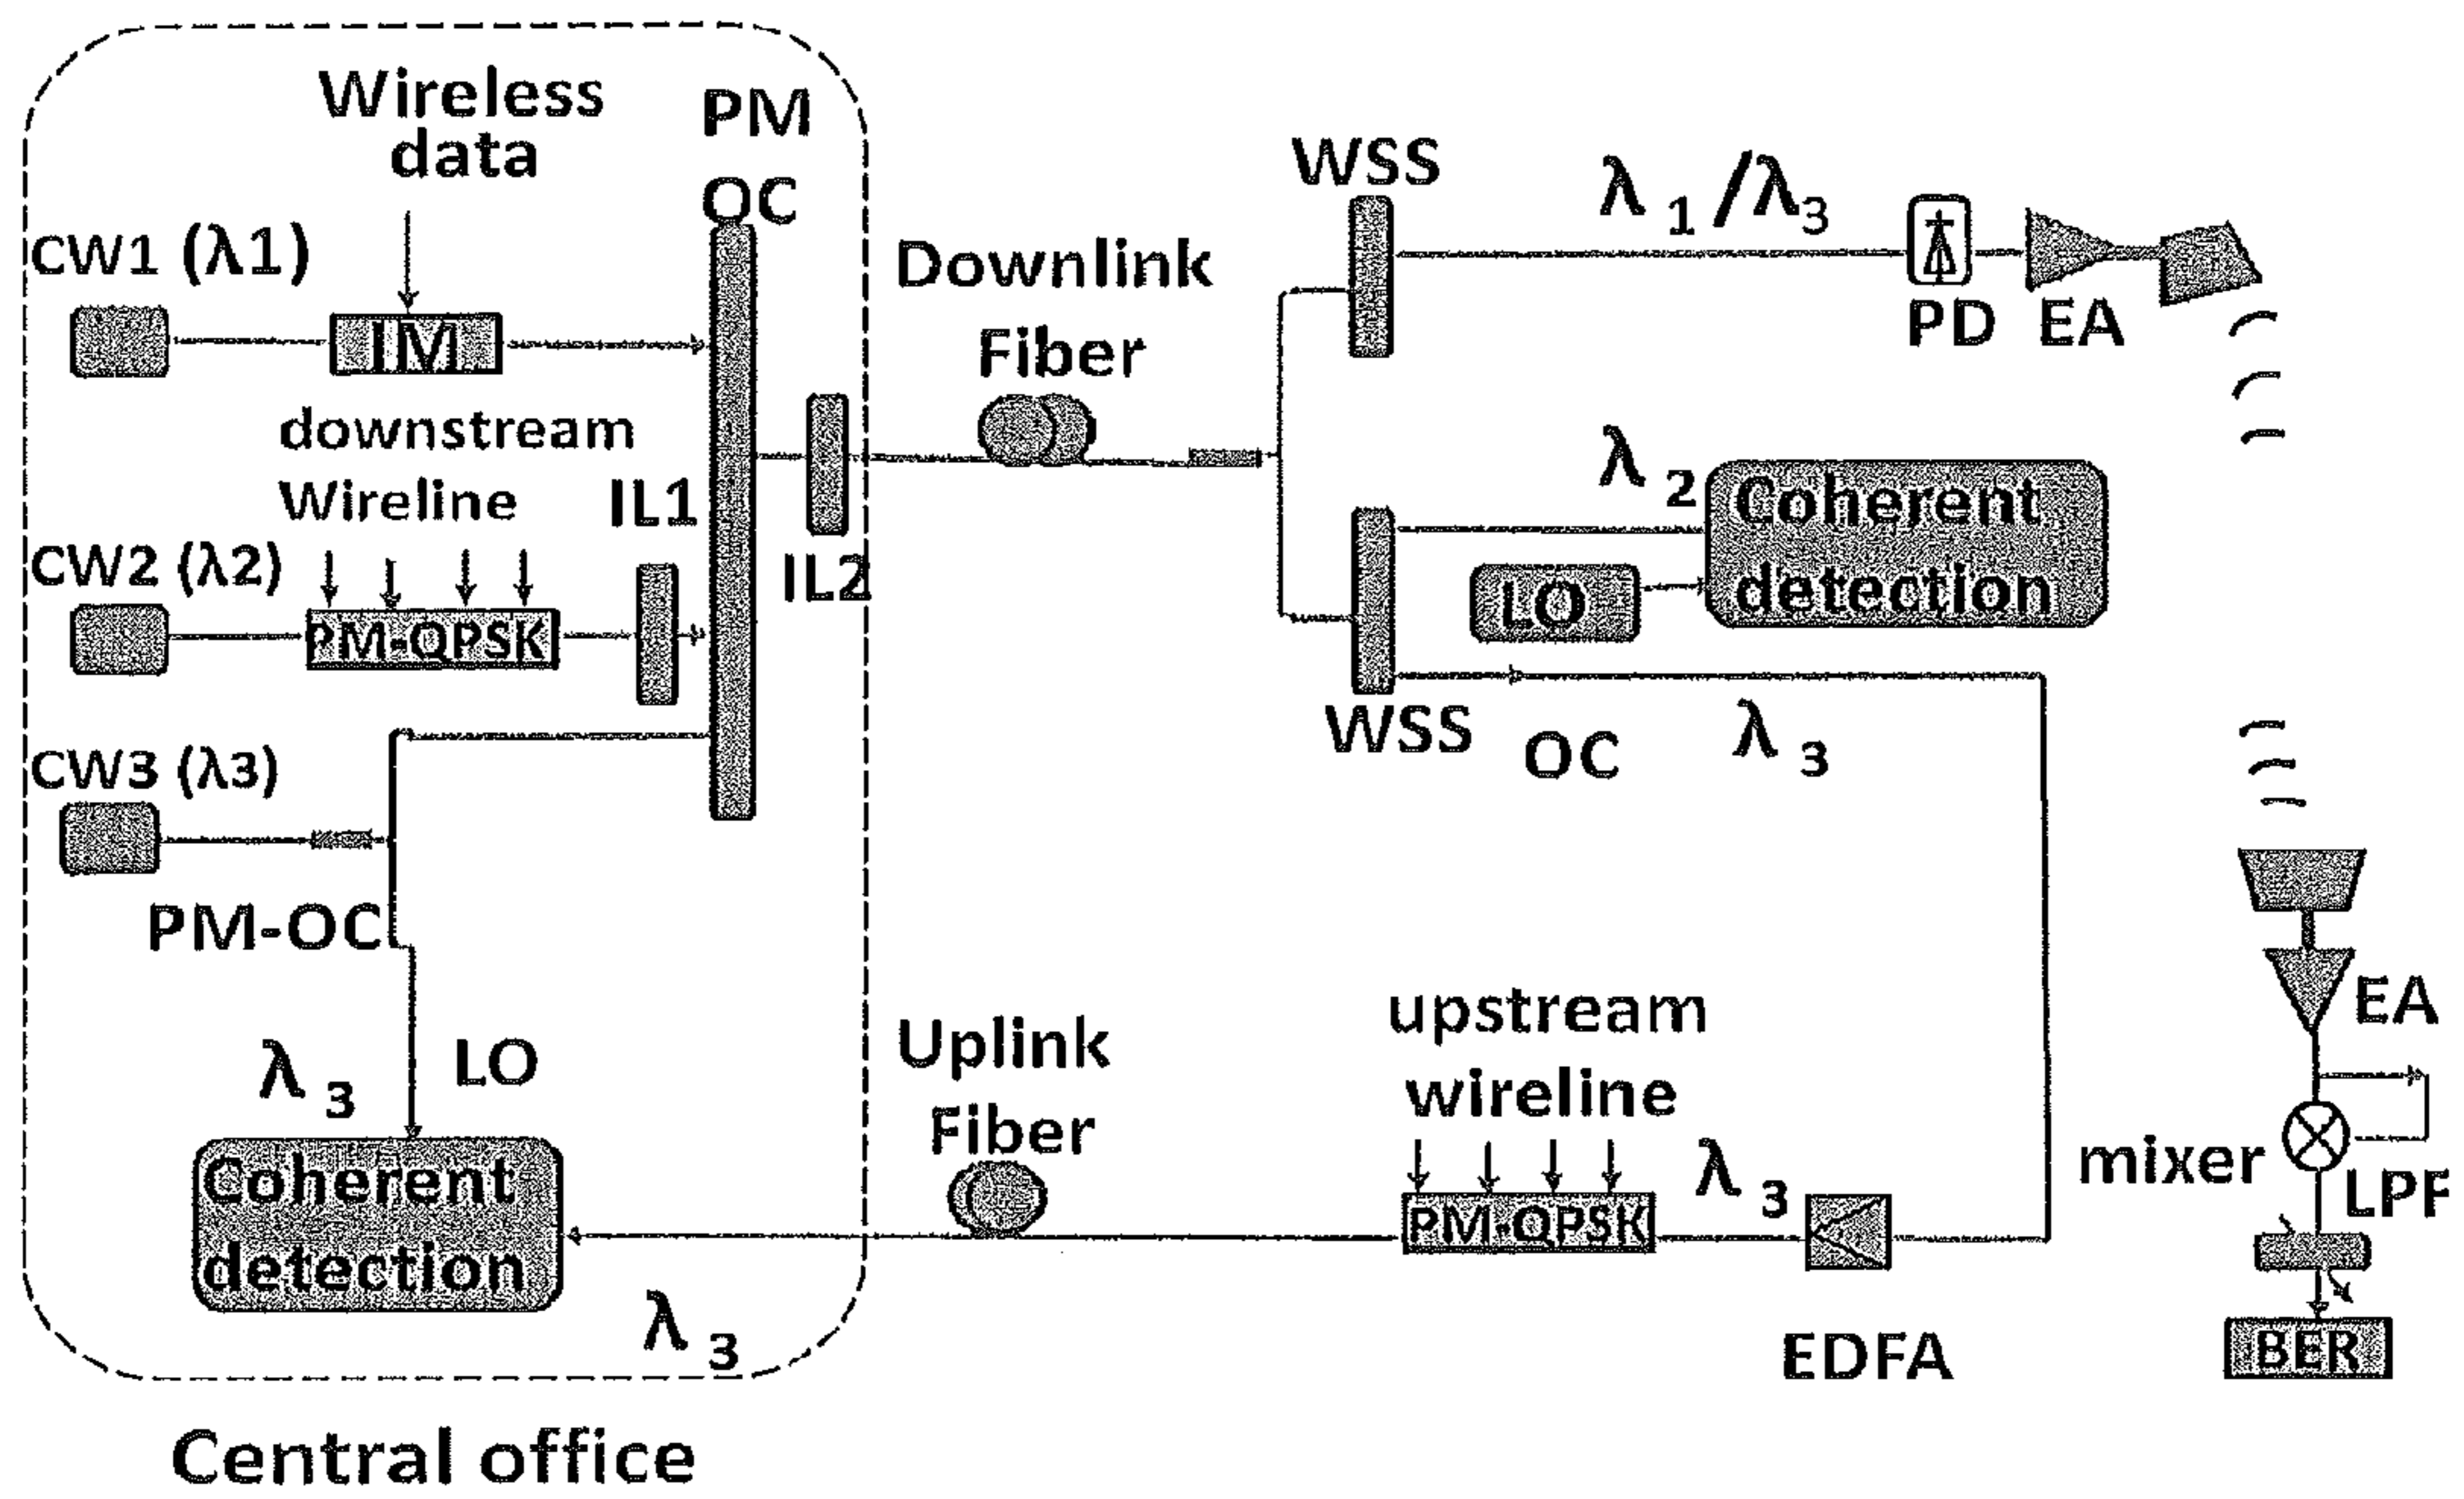 Wireless
data
PM
OC
CW1 (λ1)
IM
downstream
Wireline
IL1
IL2
CW2 (λ2)
PM-QPSK
CW3 (λ3)
PM-OC
λ 3
LO
Coherent
detection
λ 3
Central office
Downlink
Fiber
WSS
λ 1 /λ3
PD
EA
λ 2
Coherent
detection
LO
WSS
OC
λ 3
Uplink
Fiber
upstream
wireline
PM-QPSK
λ 3
EDFA
EA
mixer
LPF
BER